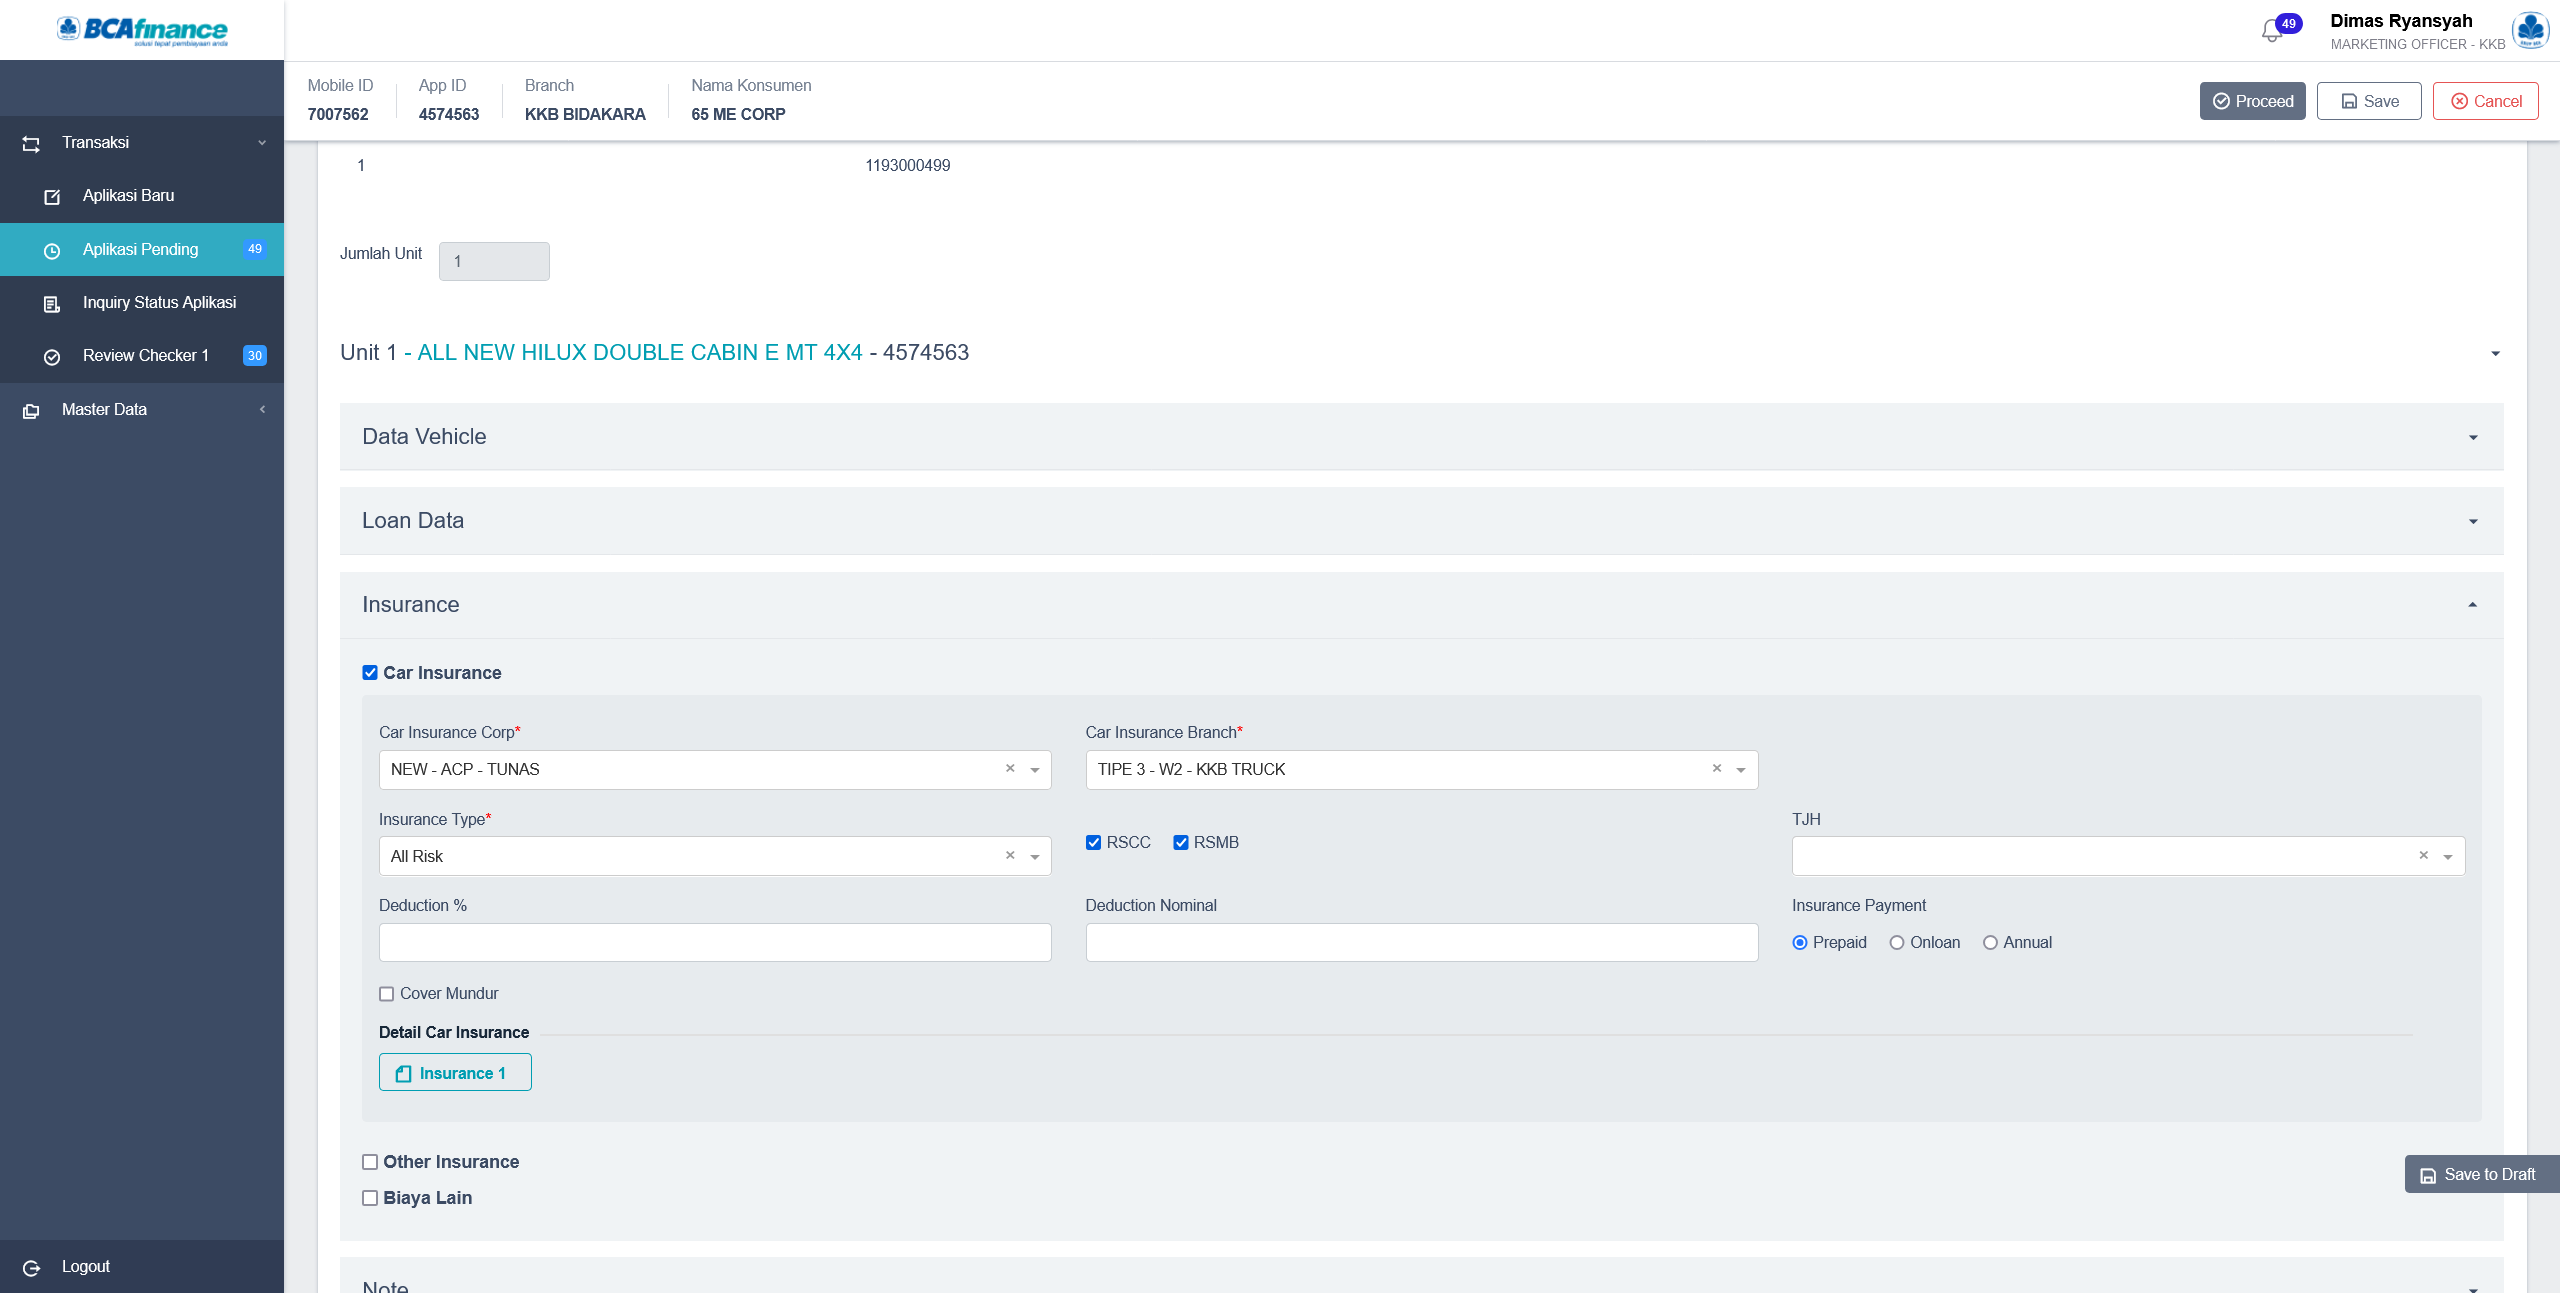 BCAfinance
solusi tepat pembiayaan anda
49
Dimas Ryansyah
MARKETING OFFICER - KKB
Mobile ID
7007562
App ID
4574563
Branch
KKB BIDAKARA
Nama Konsumen
65 ME CORP
Proceed
Save
Cancel
Transaksi
Aplikasi Baru
Aplikasi Pending 49
Inquiry Status Aplikasi
Review Checker 1 30
Master Data
Logout
1 1193000499
Jumlah Unit 1
Unit 1 - ALL NEW HILUX DOUBLE CABIN E MT 4X4 - 4574563
Data Vehicle
Loan Data
Insurance
Car Insurance
Car Insurance Corp* Car Insurance Branch*
NEW - ACP - TUNAS × TIPE 3 - W2 - KKB TRUCK ×
Insurance Type* TJH
All Risk × RSCC RSMB ×
Deduction % Deduction Nominal Insurance Payment
Prepaid Onloan Annual
Cover Mundur
Detail Car Insurance
Insurance 1
Other Insurance
Save to Draft
Biaya Lain
Note